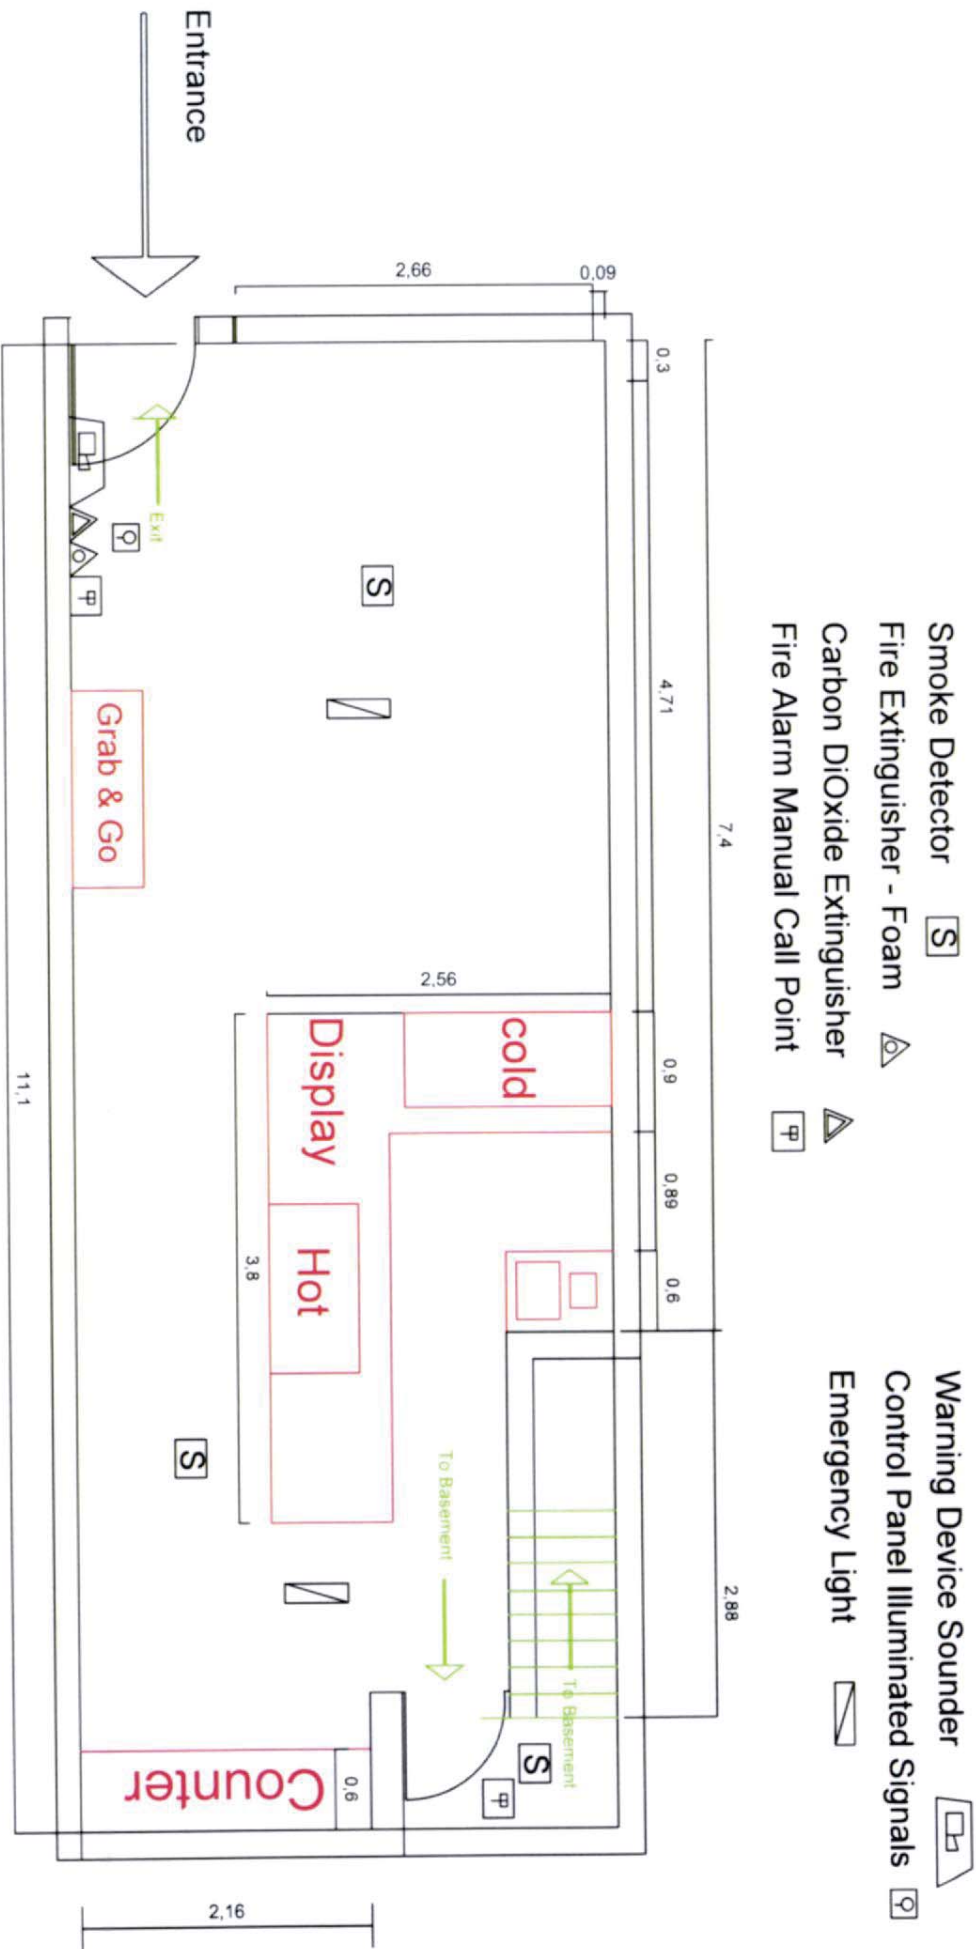 Smoke Detector S
Fire Extinguisher - Foam
Carbon DiOxide Extinguisher
Fire Alarm Manual Call Point
Warning Device Sounder
Control Panel Illuminated Signals
Emergency Light
7,4
2,88
0,3
4,71
0,9
0,89
0,6
0,09
2,66
2,56
Entrance
Exit
S
cold
Display
Hot
3,8
Grab & Go
To Basement
To Basement
S
S
Counter
0,6
2,16
11,1